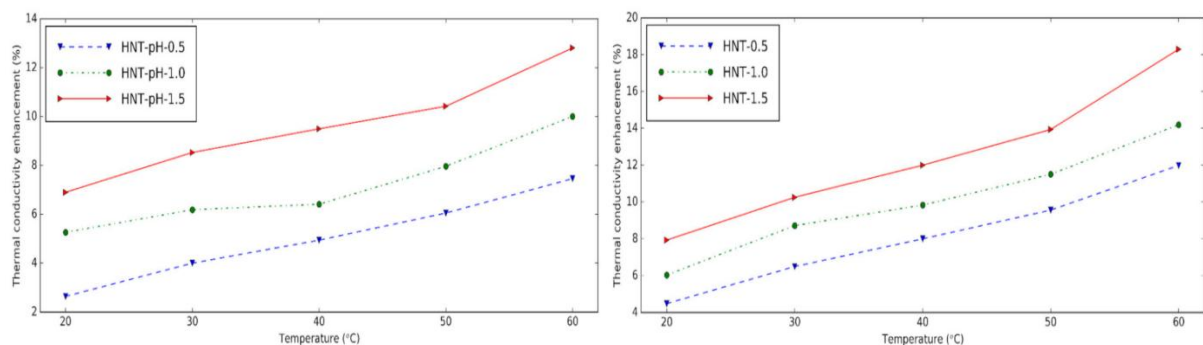 Thermal conductivity enhancement (%)
14
12
10
8
6
4
2
HNT-pH-0.5
HNT-pH-1.0
HNT-pH-1.5
20 30 40 50 60
Temperature (°C)
Thermal conductivity enhancement (%)
20
18
16
14
12
10
8
6
4
HNT-0.5
HNT-1.0
HNT-1.5
20 30 40 50 60
Temperature (°C)